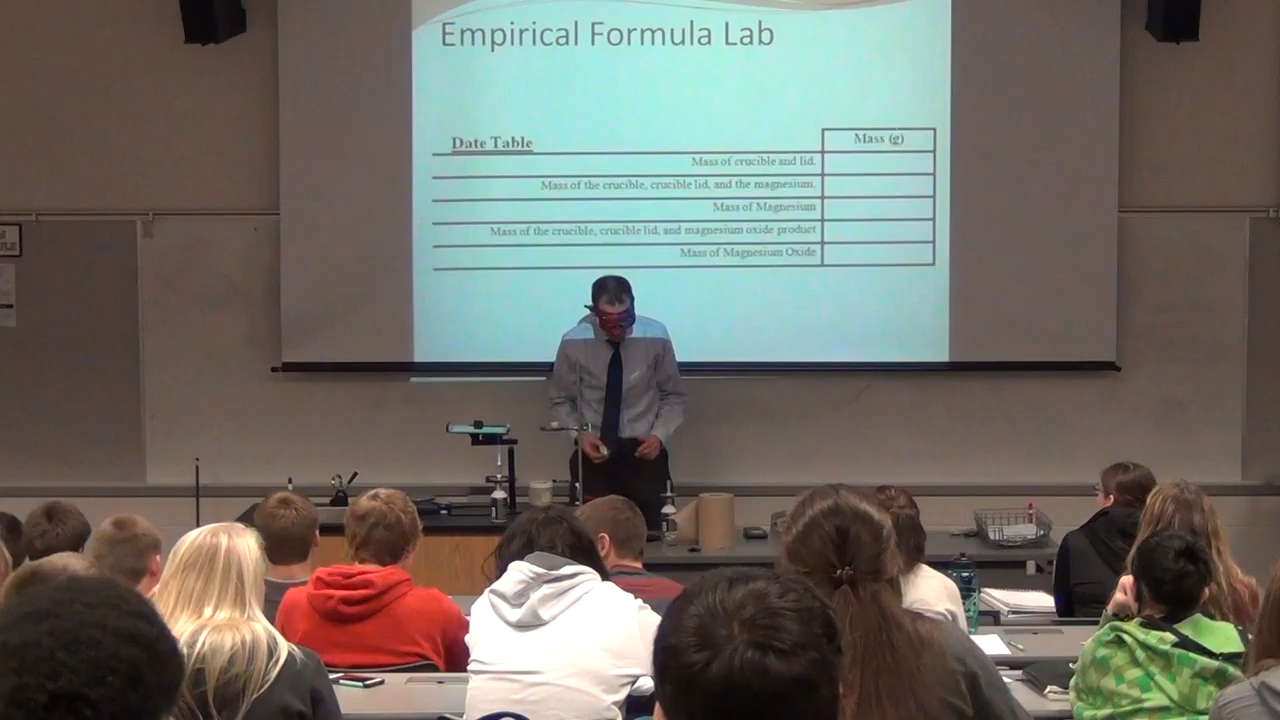 Empirical Formula Lab
Date Table
Mass (g)
Mass of crucible and lid.
Mass of the crucible, crucible lid, and the magnesium.
Mass of Magnesium
Mass of the crucible, crucible lid, and magnesium oxide product
Mass of Magnesium Oxide